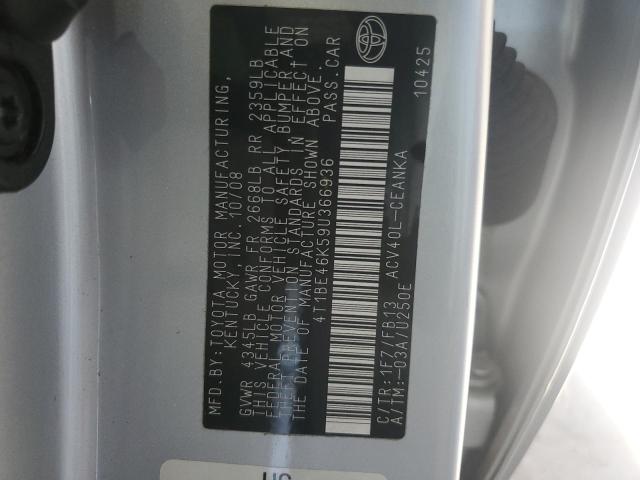 MFD.BY:TOYOTA MOTOR MANUFACTURING,
KENTUCKY, INC. 10/08
GVWR 4345LB GAWR FR 2668LB RR 2359LB
THIS VEHICLE CONFORMS TO ALL APPLICABLE
FEDERAL MOTOR VEHICLE SAFETY, BUMPER, AND
THEFT PREVENTION STANDARDS IN EFFECT ON
THE DATE OF MANUFACTURE SHOWN ABOVE.
4T1BE46K59U366936 PASS.CAR
C/TR:1F7/FB13 ACV40L-CEANKA
A/TM:-03A/U250E 10425